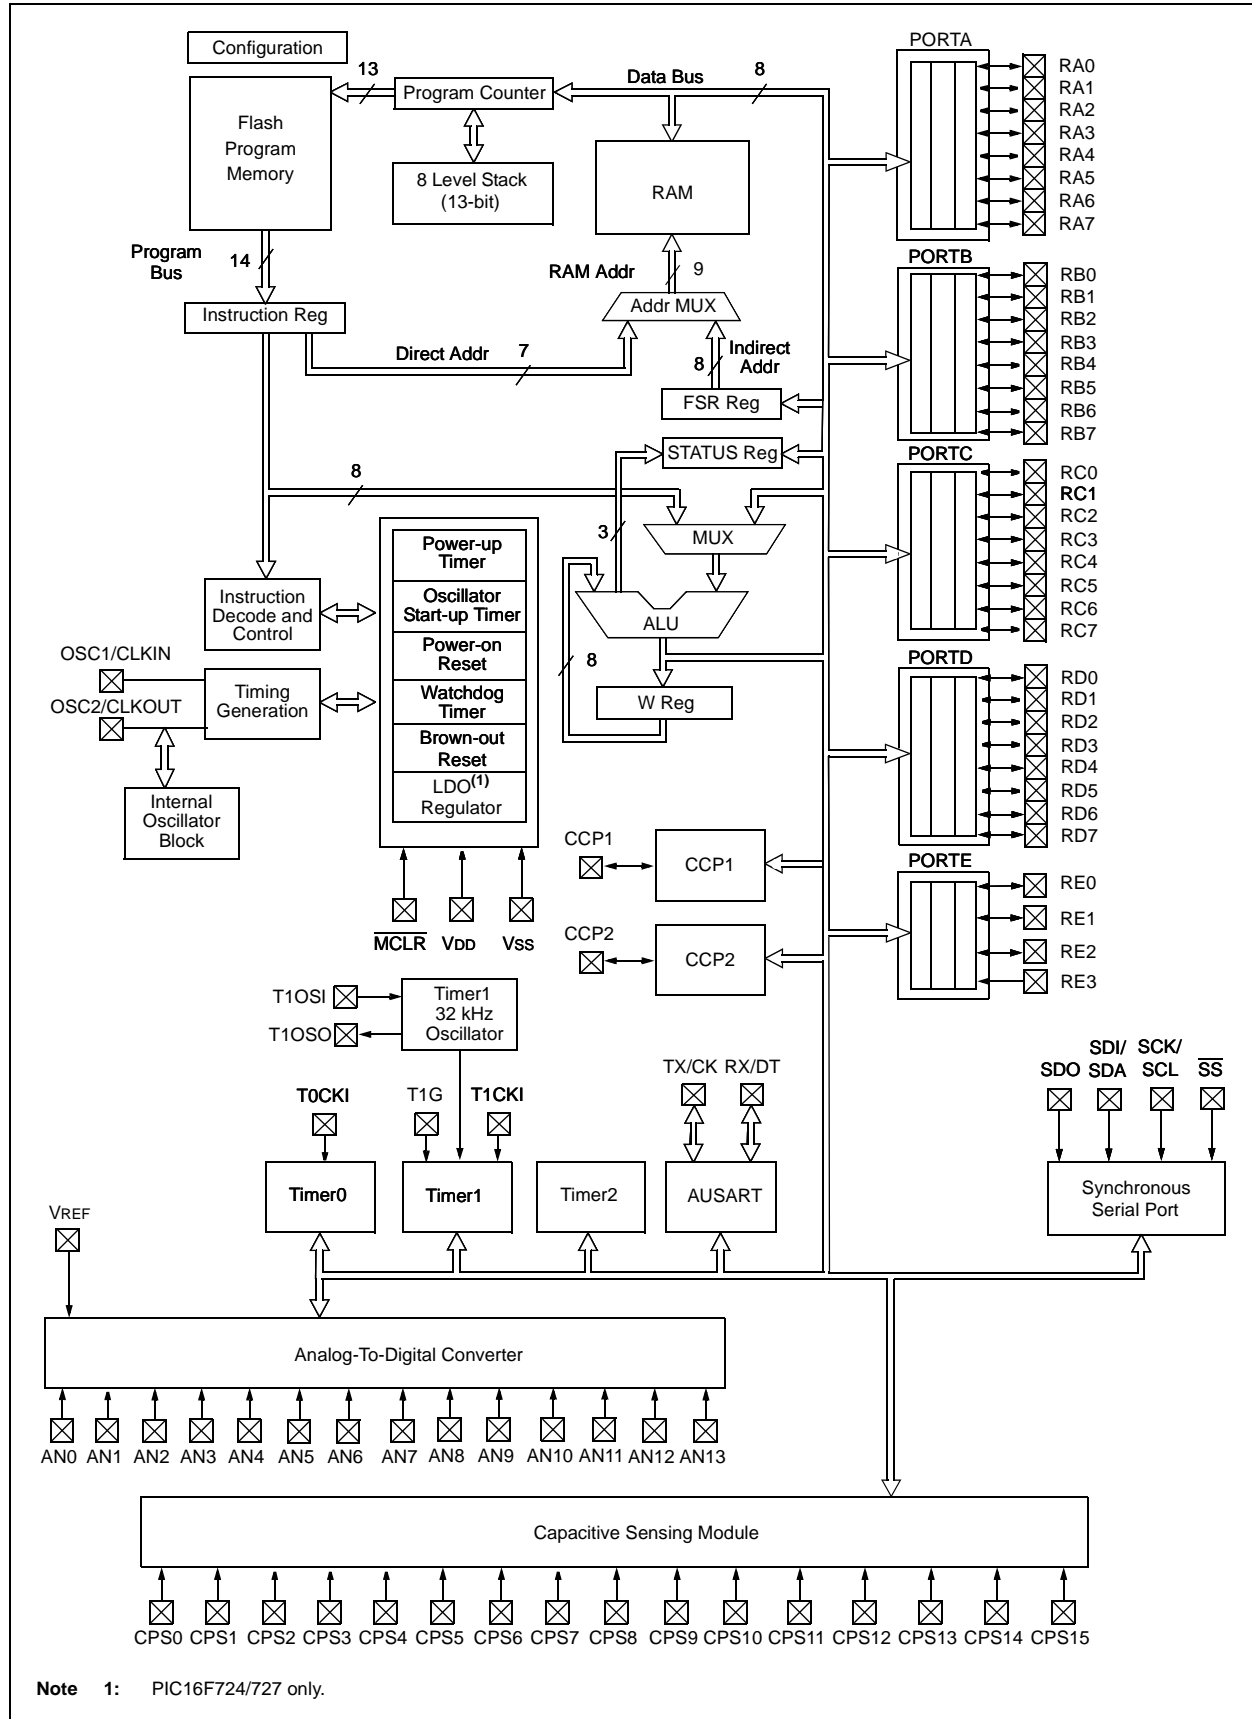 Configuration
PORTA
13
Data Bus
8
RA0
RA1
RA2
RA3
RA4
RA5
RA6
RA7
Flash
Program
Memory
Program Counter
8 Level Stack
(13-bit)
RAM
Program
Bus
14
RAM Addr
9
PORTB
RB0
RB1
RB2
RB3
RB4
RB5
RB6
RB7
Instruction Reg
Addr MUX
Direct Addr
7
8
Indirect
Addr
FSR Reg
STATUS Reg
PORTC
RC0
RC1
RC2
RC3
RC4
RC5
RC6
RC7
8
3
MUX
Power-up
Timer
Oscillator
Start-up Timer
Power-on
Reset
Watchdog
Timer
Brown-out
Reset
LDO(1)
Regulator
Instruction
Decode and
Control
ALU
8
W Reg
OSC1/CLKIN
OSC2/CLKOUT
Timing
Generation
Internal
Oscillator
Block
PORTD
RD0
RD1
RD2
RD3
RD4
RD5
RD6
RD7
MCLR
VDD
VSS
CCP1
CCP1
CCP2
CCP2
PORTE
RE0
RE1
RE2
RE3
T1OSI
T1OSO
Timer1
32 kHz
Oscillator
T0CKI
T1G
T1CKI
TX/CK
RX/DT
SDO
SDI/
SDA
SCK/
SCL
SS
Timer0
Timer1
Timer2
AUSART
Synchronous
Serial Port
VREF
Analog-To-Digital Converter
AN0 AN1 AN2 AN3 AN4 AN5 AN6 AN7 AN8 AN9 AN10 AN11 AN12 AN13
Capacitive Sensing Module
CPS0 CPS1 CPS2 CPS3 CPS4 CPS5 CPS6 CPS7 CPS8 CPS9 CPS10 CPS11 CPS12 CPS13 CPS14 CPS15
Note 1: PIC16F724/727 only.